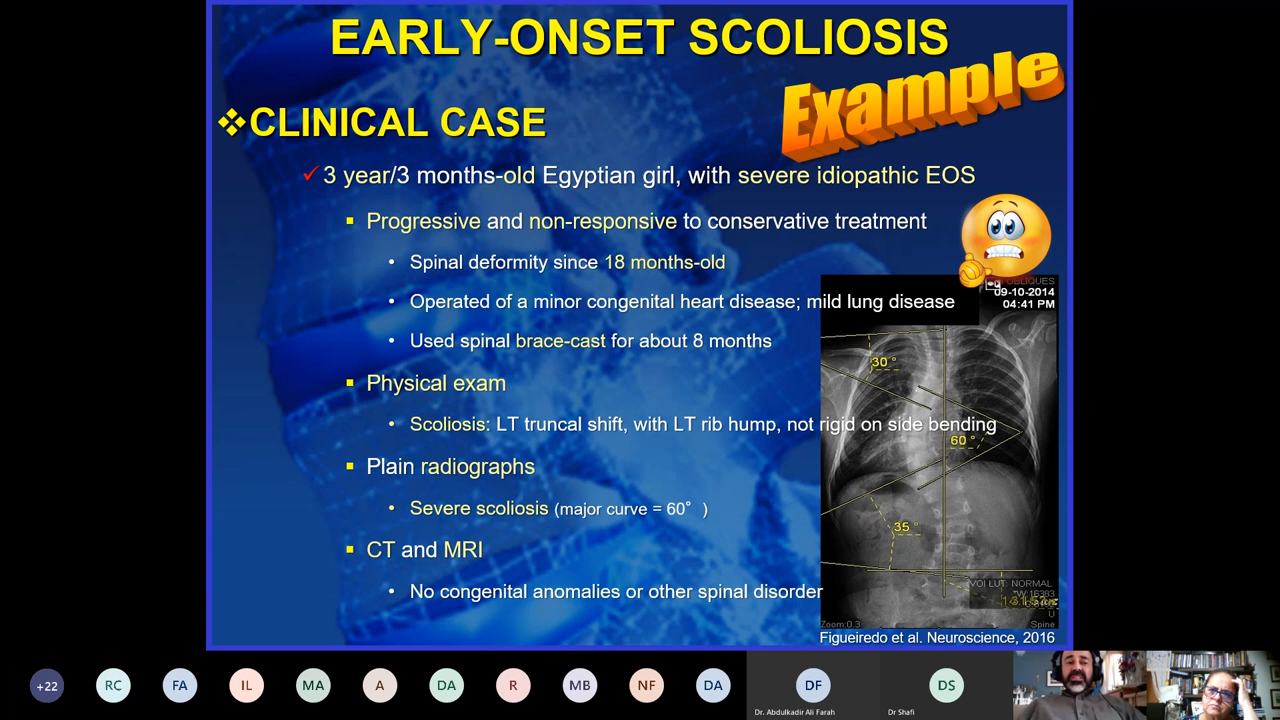 EARLY-ONSET SCOLIOSIS
Example
❖CLINICAL CASE
✓3 year/3 months-old Egyptian girl, with severe idiopathic EOS
▪ Progressive and non-responsive to conservative treatment
• Spinal deformity since 18 months-old
• Operated of a minor congenital heart disease; mild lung disease
• Used spinal brace-cast for about 8 months
▪ Physical exam
• Scoliosis: LT truncal shift, with LT rib hump, not rigid on side bending
▪ Plain radiographs
• Severe scoliosis (major curve = 60° )
▪ CT and MRI
• No congenital anomalies or other spinal disorder
09-10-2014
04:41 PM
30 °
60 °
35 °
VOI LUT: NORMAL
W 16383
U
Zoom:0.3
Spine
Figueiredo et al. Neuroscience, 2016
+22
RC
FA
IL
MA
A
DA
R
MB
NF
DA
DF
DS
Dr. Abdulkadir Ali Farah
Dr Shafi